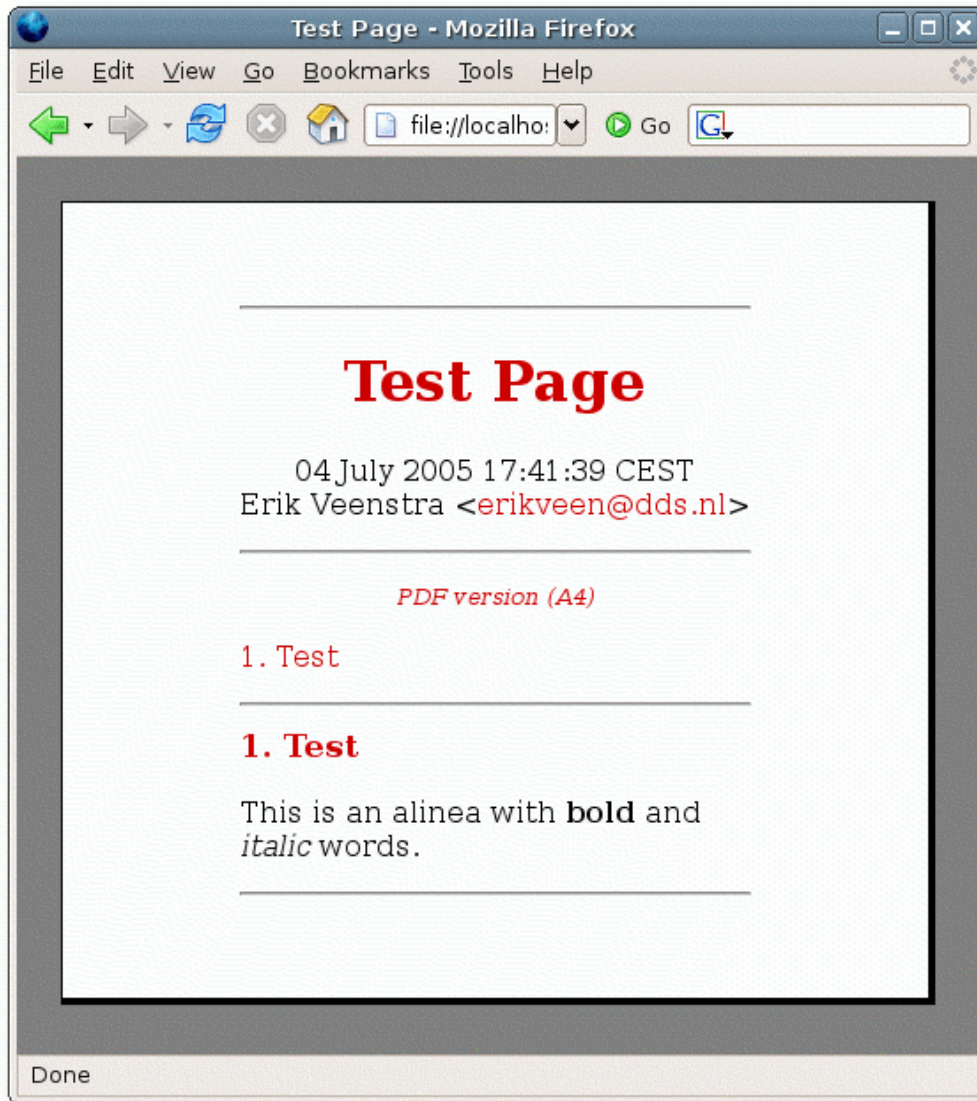 Test Page - Mozilla Firefox
File Edit View Go Bookmarks Tools Help
file://localho Go G
Test Page
04 July 2005 17:41:39 CEST
Erik Veenstra <erikveen@dds.nl>
PDF version (A4)
1. Test
1. Test
This is an alinea with bold and
italic words.
Done